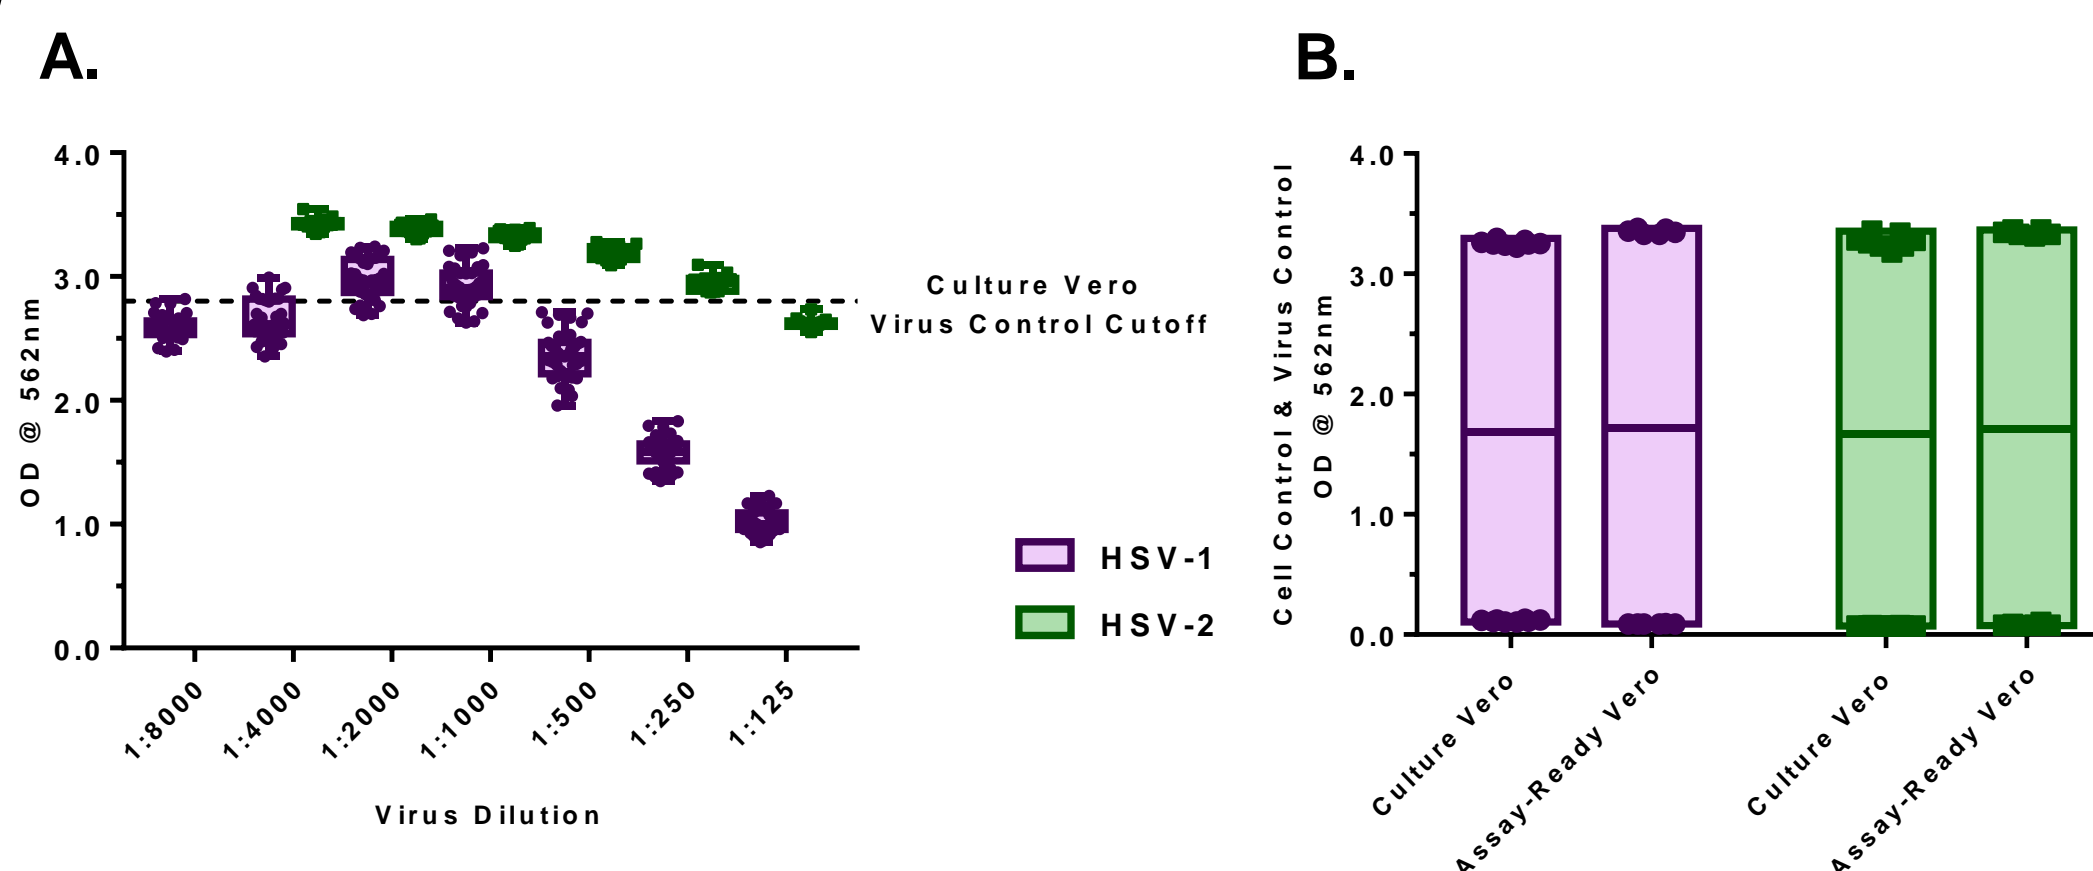 A.
4.0
3.0
2.0
1.0
0.0
OD @ 562nm
1:8000
1:4000
1:2000
1:1000
1:500
1:250
1:125
Virus Dilution
Culture Vero
Virus Control Cutoff
HSV-1
HSV-2
B.
4.0
3.0
2.0
1.0
0.0
Cell Control & Virus Control
OD @ 562nm
Culture Vero
Assay-Ready Vero
Culture Vero
Assay-Ready Vero